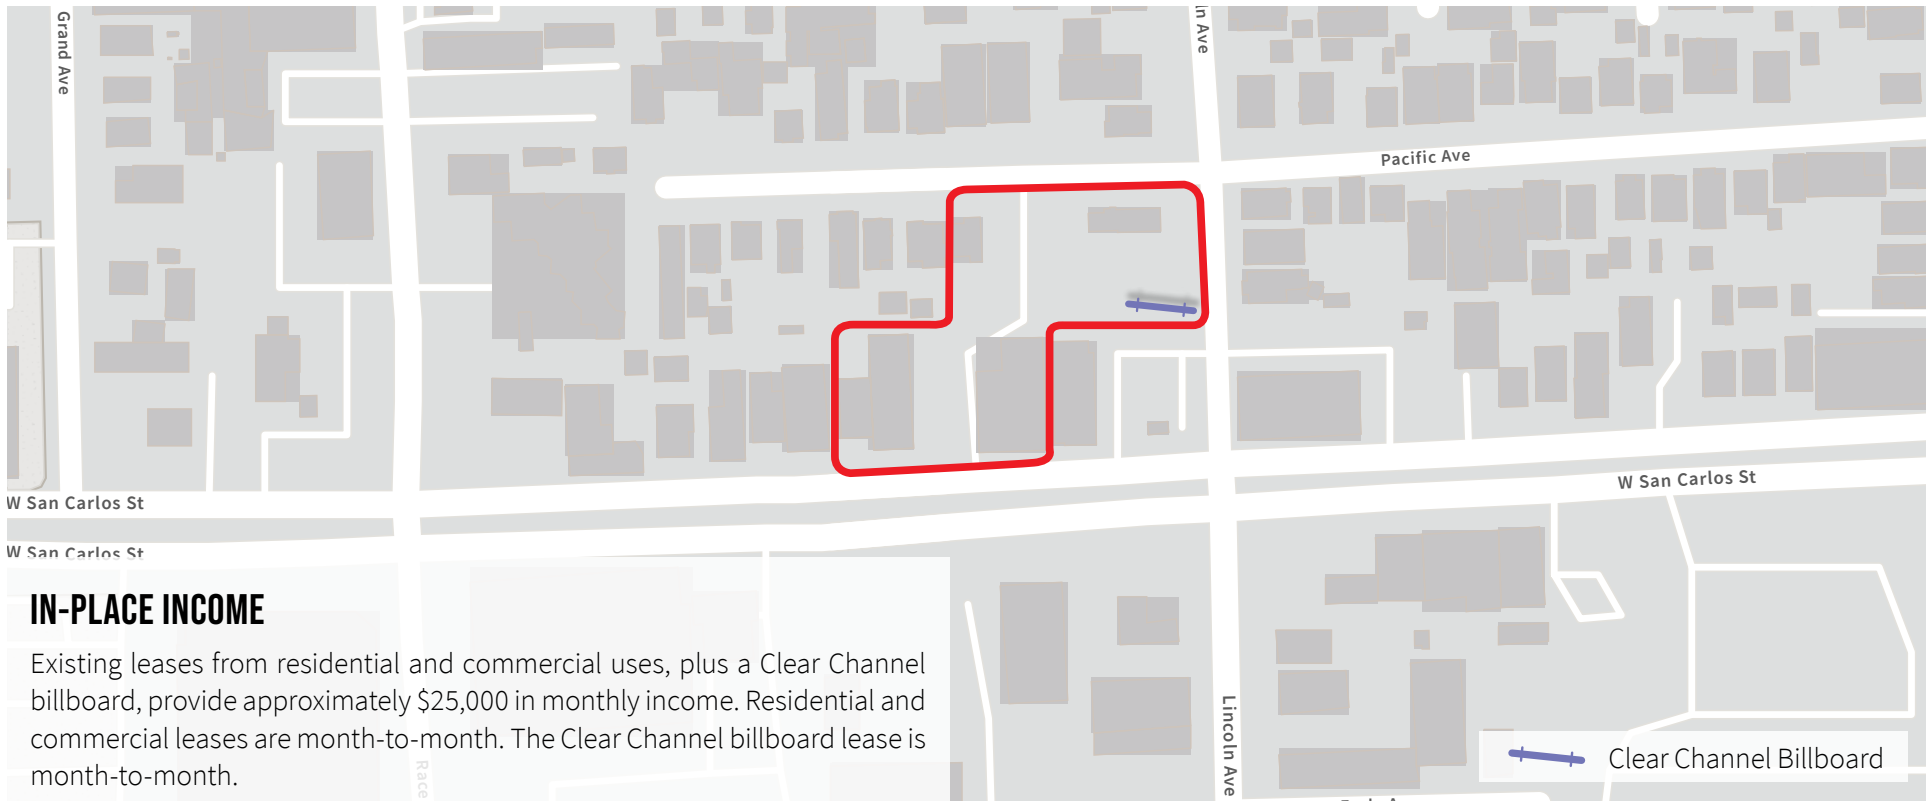 Grand Ave
ln Ave
Pacific Ave
W San Carlos St
W San Carlos St
W San Carlos St
IN-PLACE INCOME
Existing leases from residential and commercial uses, plus a Clear Channel
billboard, provide approximately $25,000 in monthly income. Residential and
commercial leases are month-to-month. The Clear Channel billboard lease is
month-to-month.
Race
Lincoln Ave
Clear Channel Billboard